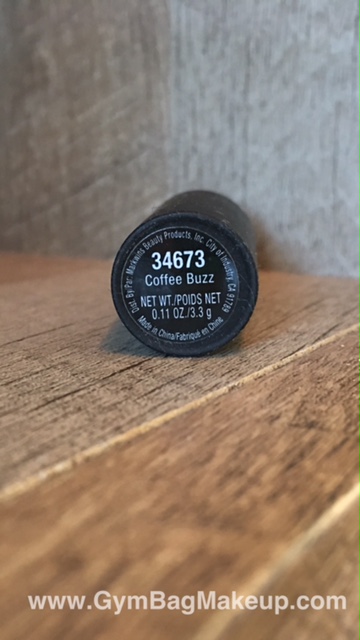 Dist. By/Par: Markwins Beauty Products, Inc. City of Industry, CA 91789
34673
Coffee Buzz
NET WT./POIDS NET
0.11 OZ./3.3 g
Made in China/Fabriqué en Chine
www.GymBagMakeup.com